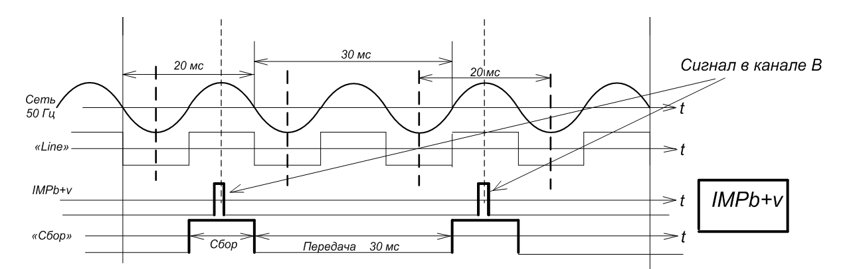 20 мс
30 мс
20 мс
Сигнал в канале В
Сеть
50 Гц
t
«Line»
t
IMPb+v
t
IMPb+v
«Сбор»
Сбор
Передача 30 мс
t